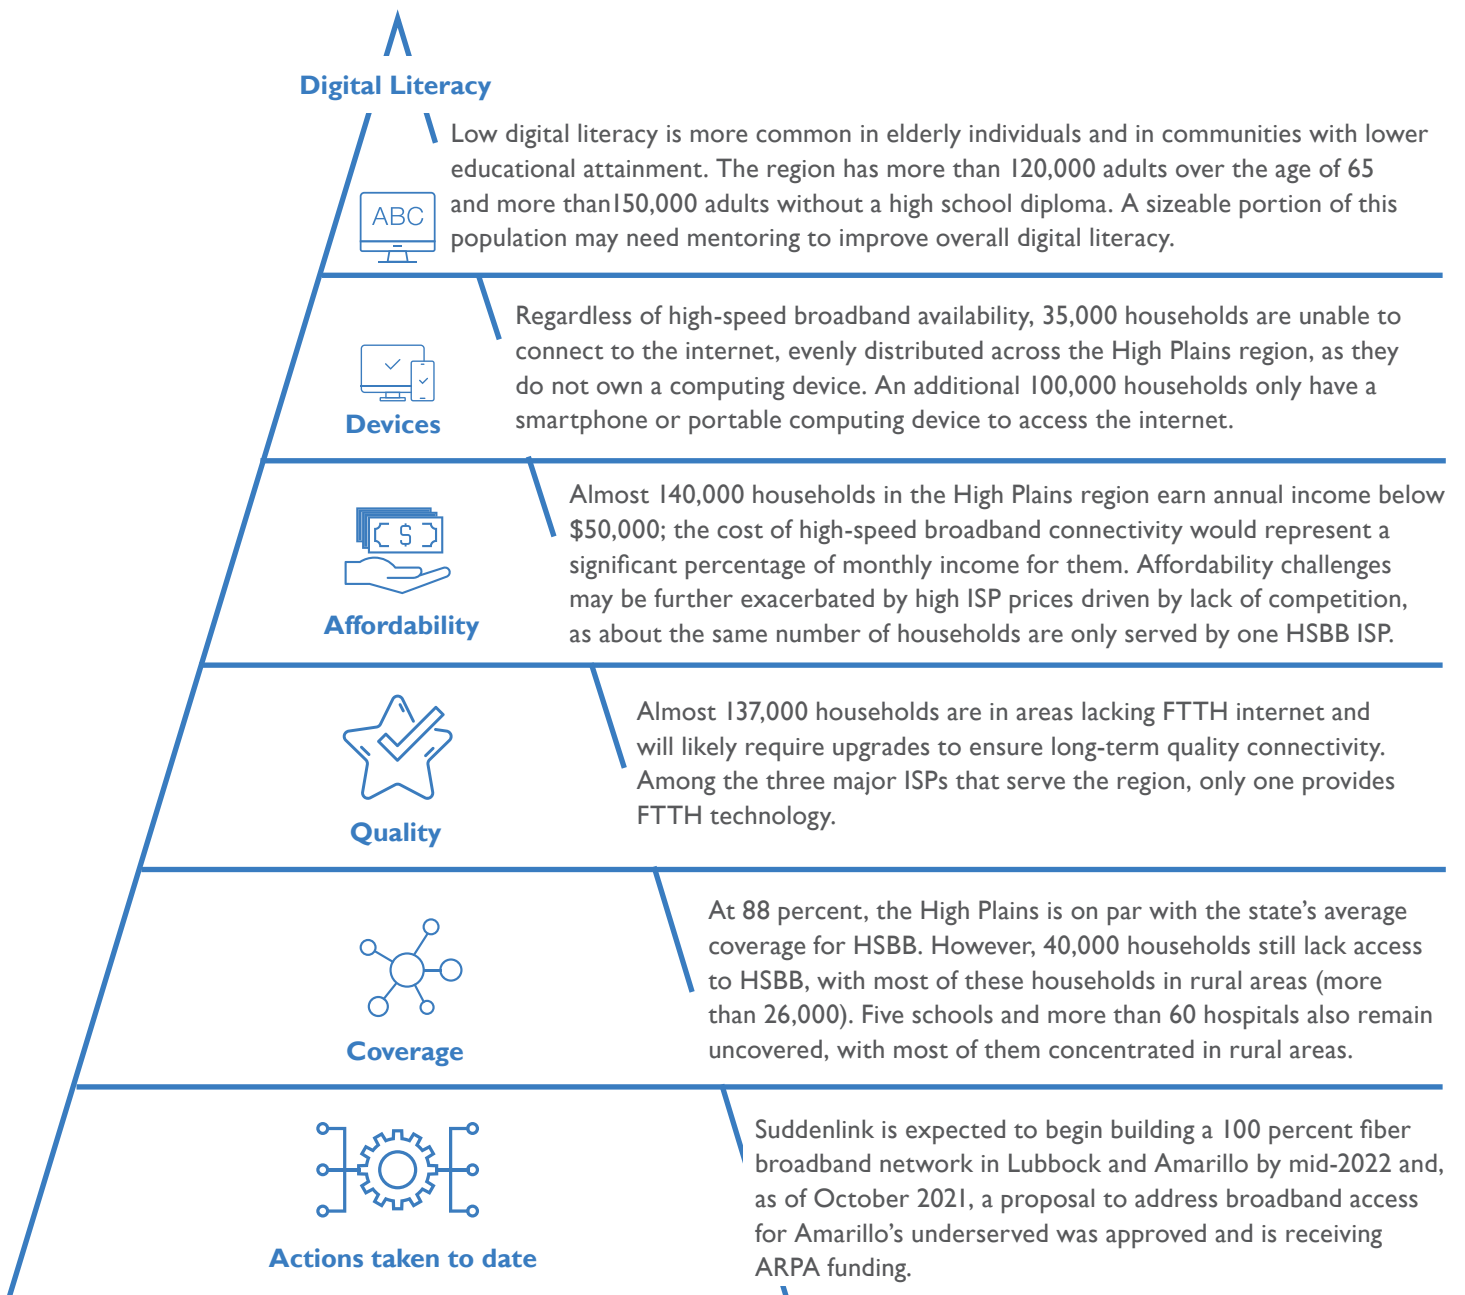 Digital Literacy
Low digital literacy is more common in elderly individuals and in communities with lower
educational attainment. The region has more than 120,000 adults over the age of 65
and more than150,000 adults without a high school diploma. A sizeable portion of this
population may need mentoring to improve overall digital literacy.
ABC
Regardless of high-speed broadband availability, 35,000 households are unable to
connect to the internet, evenly distributed across the High Plains region, as they
do not own a computing device. An additional 100,000 households only have a
smartphone or portable computing device to access the internet.
Devices
Almost 140,000 households in the High Plains region earn annual income below
$50,000; the cost of high-speed broadband connectivity would represent a
significant percentage of monthly income for them. Affordability challenges
may be further exacerbated by high ISP prices driven by lack of competition,
as about the same number of households are only served by one HSBB ISP.
$
Affordability
Almost 137,000 households are in areas lacking FTTH internet and
will likely require upgrades to ensure long-term quality connectivity.
Among the three major ISPs that serve the region, only one provides
FTTH technology.
Quality
At 88 percent, the High Plains is on par with the state's average
coverage for HSBB. However, 40,000 households still lack access
to HSBB, with most of these households in rural areas (more
than 26,000). Five schools and more than 60 hospitals also remain
uncovered, with most of them concentrated in rural areas.
Coverage
Suddenlink is expected to begin building a 100 percent fiber
broadband network in Lubbock and Amarillo by mid-2022 and,
as of October 2021, a proposal to address broadband access
for Amarillo's underserved was approved and is receiving
ARPA funding.
Actions taken to date